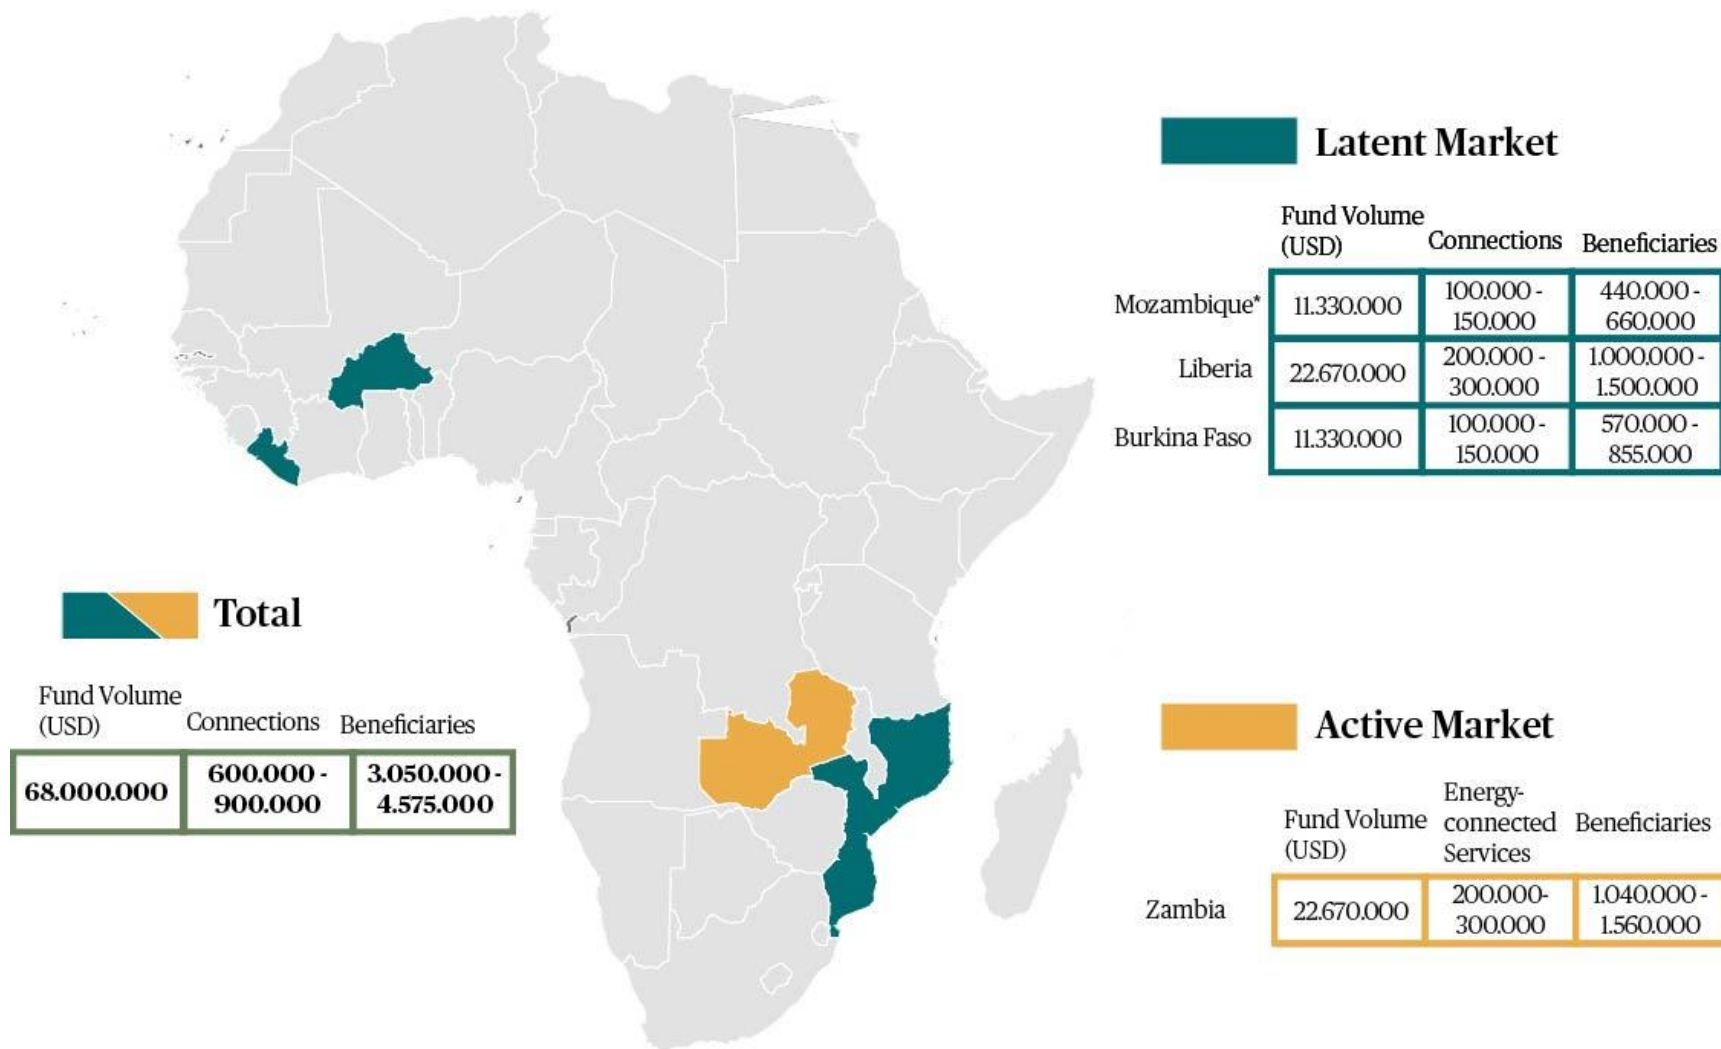 Latent Market
Fund Volume
(USD)
Connections
Beneficiaries
Mozambique*
11.330.000
100.000 -
150.000
440.000 -
660.000
Liberia
22.670.000
200.000 -
300.000
1.000.000 -
1.500.000
Burkina Faso
11.330.000
100.000 -
150.000
570.000 -
855.000
Total
Fund Volume
(USD)
Connections
Beneficiaries
68.000.000
600.000 -
900.000
3.050.000 -
4.575.000
Active Market
Fund Volume
(USD)
Energy-
connected
Services
Beneficiaries
Zambia
22.670.000
200.000-
300.000
1.040.000 -
1.560.000